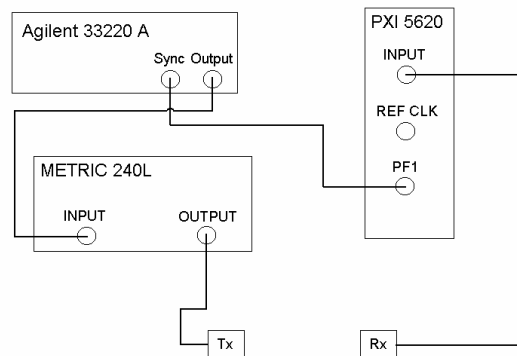 Agilent 33220 A
Sync Output
PXI 5620
INPUT
REF CLK
PF1
METRIC 240L
INPUT OUTPUT
Tx
Rx